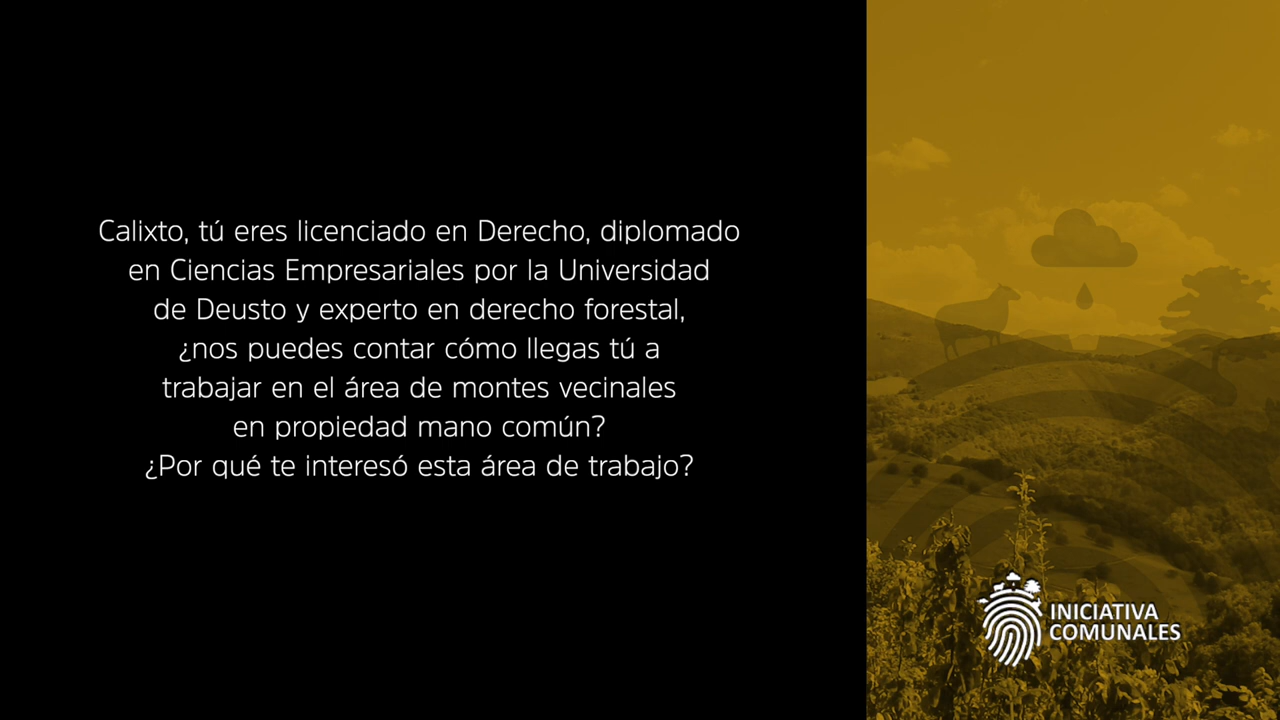 Calixto, tú eres licenciado en Derecho, diplomado
en Ciencias Empresariales por la Universidad
de Deusto y experto en derecho forestal,
¿nos puedes contar cómo llegas tú a
trabajar en el área de montes vecinales
en propiedad mano común?
¿Por qué te interesó esta área de trabajo?
INICIATIVA
COMUNALES